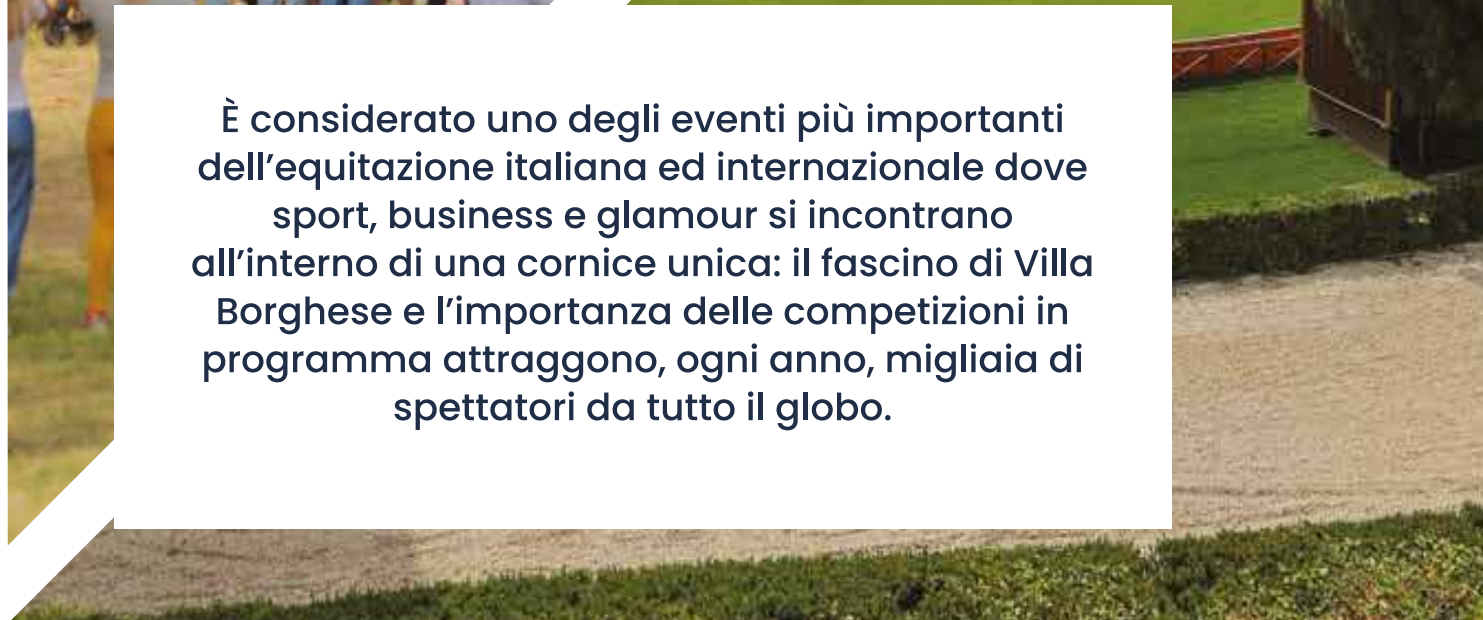 È considerato uno degli eventi più importanti
dell’equitazione italiana ed internazionale dove
sport, business e glamour si incontrano
all’interno di una cornice unica: il fascino di Villa
Borghese e l’importanza delle competizioni in
programma attraggono, ogni anno, migliaia di
spettatori da tutto il globo.